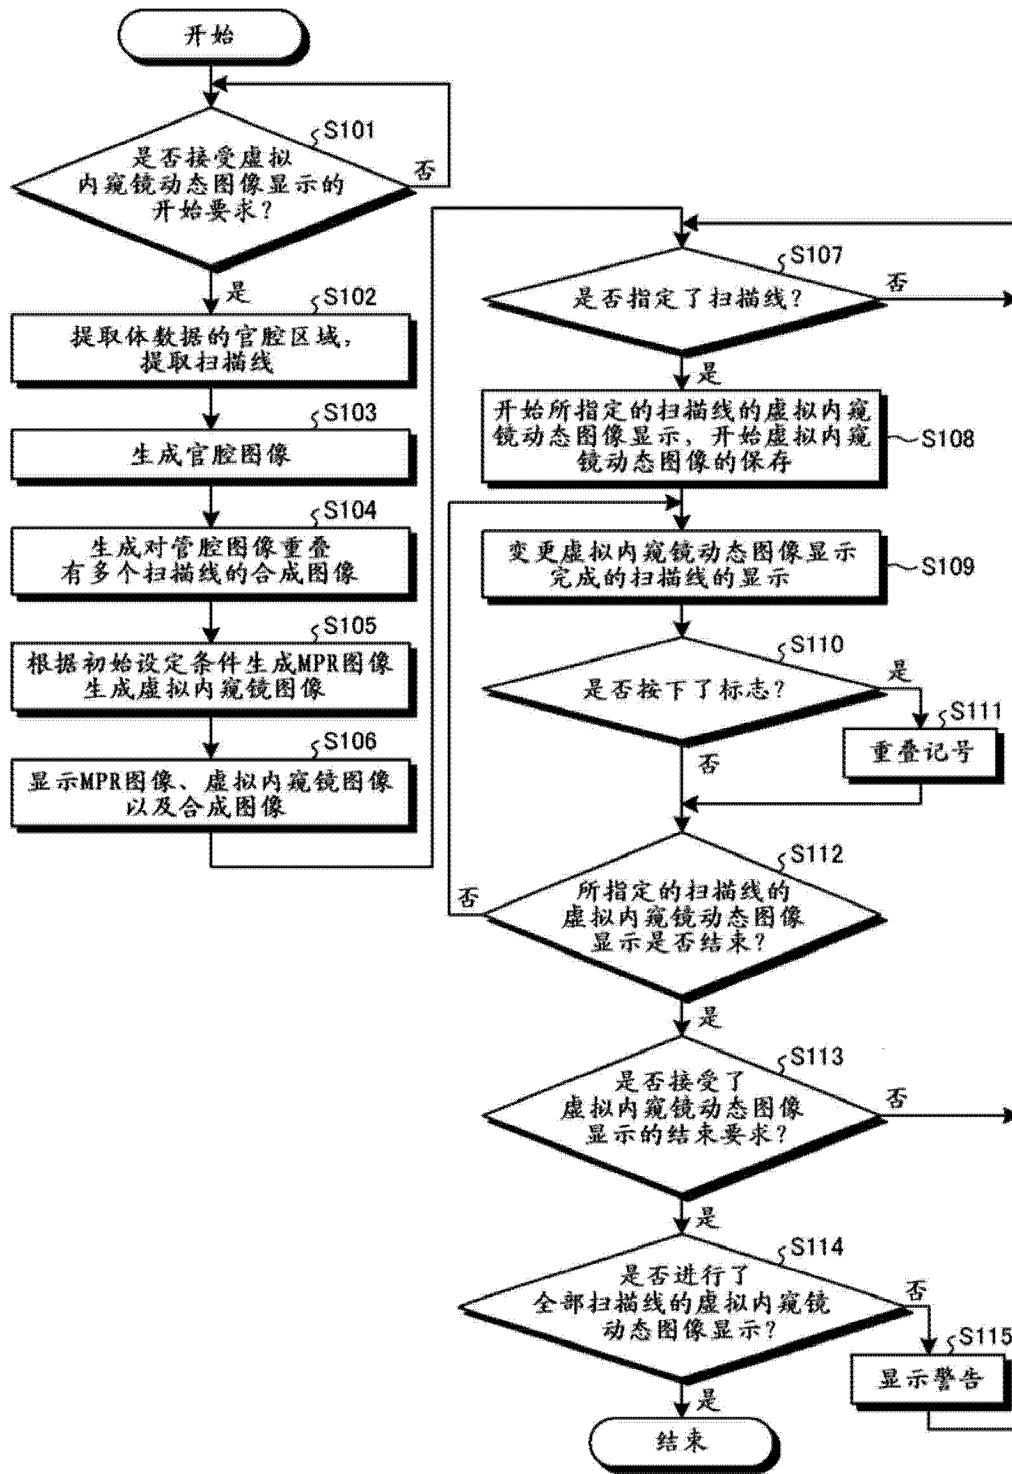 开始
S101
是否接受虚拟
内窥镜动态图像显示的
开始要求？
否
是
S102
提取体数据的官腔区域，
提取扫描线
S103
生成官腔图像
S104
生成对管腔图像重叠
有多个扫描线的合成图像
S105
根据初始设定条件生成MPR图像
生成虚拟内窥镜图像
S106
显示MPR图像、虚拟内窥镜图像
以及合成图像
S107
是否指定了扫描线？
否
是
开始所指定的扫描线的虚拟内窥
镜动态图像显示，开始虚拟内窥
镜动态图像的保存
S108
变更虚拟内窥镜动态图像显示
完成的扫描线的显示
S109
S110
是否按下了标志？
是
S111
重叠记号
否
S112
所指定的扫描线的
虚拟内窥镜动态图像
显示是否结束？
否
是
S113
是否接受了
虚拟内窥镜动态图像
显示的结束要求？
否
是
S114
是否进行了
全部扫描线的虚拟内窥镜
动态图像显示？
否
S115
显示警告
是
结束